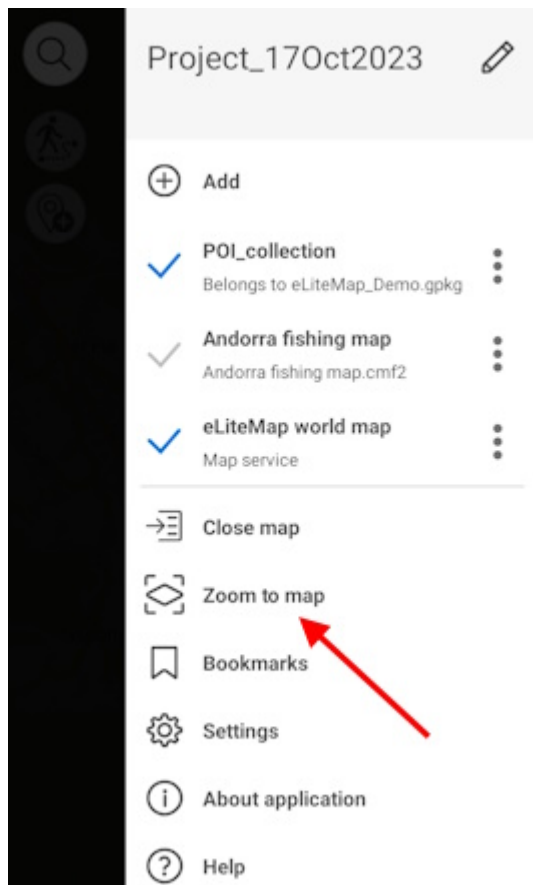 Project_17Oct2023
Add
POI_collection
Belongs to eLiteMap_Demo.gpkg
Andorra fishing map
Andorra fishing map.cmf2
eLiteMap world map
Map service
Close map
Zoom to map
Bookmarks
Settings
About application
Help